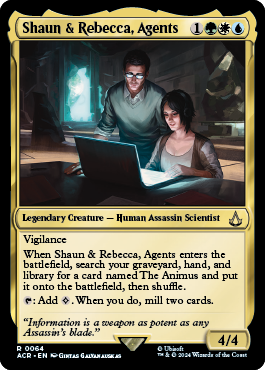 Shaun & Rebecca, Agents 1
Legendary Creature — Human Assassin Scientist
Vigilance
When Shaun & Rebecca, Agents enters the
battlefield, search your graveyard, hand, and
library for a card named The Animus and put
it onto the battlefield, then shuffle.
: Add . When you do, mill two cards.
"Information is a weapon as potent as any
Assassin's blade."
4/4
R 0064
ACR • EN Gintas Galvanauskas
© Ubisoft
™ & © 2024 Wizards of the Coast